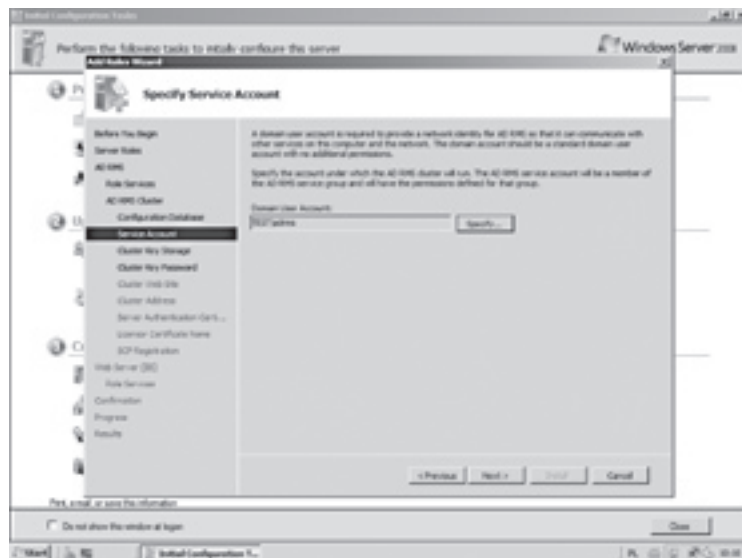 Initial Configuration Tasks
Perform the following tasks to initially configure this server
Windows Server 2008
Add Roles Wizard
Specify Service Account
Before You Begin
Server Roles
AD RMS
Role Services
AD RMS Cluster
Configuration Database
Service Account
Cluster Key Storage
Cluster Key Password
Cluster Web Site
Cluster Address
Server Authentication Certi...
Licensor Certificate Name
SCP Registration
Web Server (IIS)
Role Services
Confirmation
Progress
Results
A domain user account is required to provide a network identity for AD RMS so that it can communicate with
other services on the computer and the network. The domain account should be a standard domain user
account with no additional permissions.
Specify the account under which the AD RMS cluster will run. The AD RMS service account will be a member of
the AD RMS service group and will have the permissions defined for that group.
Domain User Account:
Specify...
< Previous
Next >
Install
Cancel
Print, e-mail, or save this information
Do not show this window at logon
Close
Start
Initial Configuration T...
PL